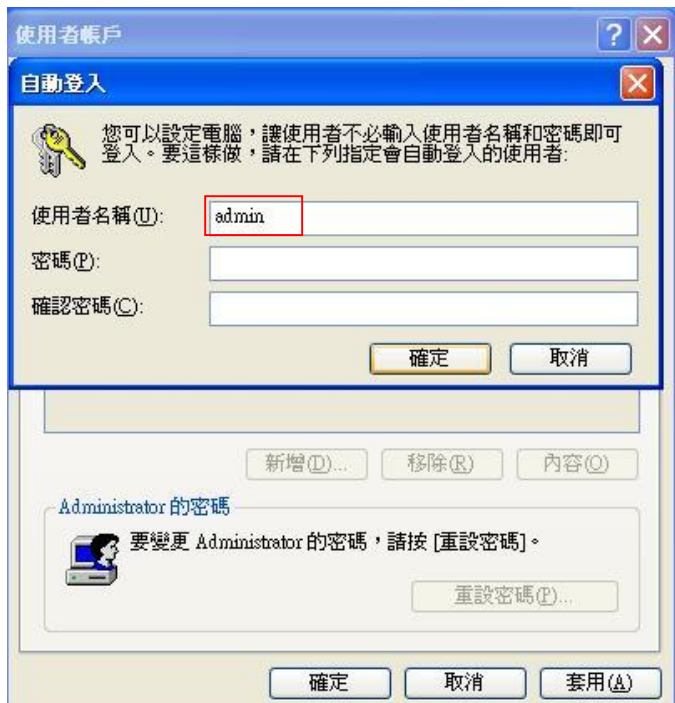 使用者帳戶
自動登入
您可以設定電腦，讓使用者不必輸入使用者名稱和密碼即可
登入。要這樣做，請在下列指定會自動登入的使用者:
使用者名稱(U):
admin
密碼(P):
確認密碼(C):
確定
取消
新增(D)...
移除(R)
內容(O)
Administrator 的密碼
要變更 Administrator 的密碼，請按 [重設密碼]。
重設密碼(P)...
確定
取消
套用(A)